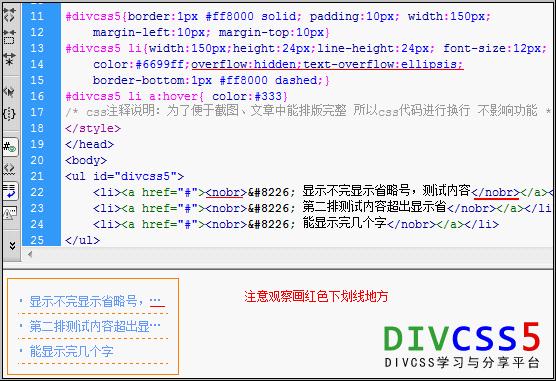 11 #divcss5{border:1px #ff8000 solid; padding:10px; width:150px;
12 margin-left:10px; margin-top:10px}
13 #divcss5 li{width:150px;height:24px;line-height:24px; font-size:12px;
14 color:#6699ff;overflow:hidden;text-overflow:ellipsis;
15 border-bottom:1px #ff8000 dashed;}
16 #divcss5 li a:hover{ color:#333}
17 /* css注释说明：为了便于截图、文章中能排版完整 所以css代码进行换行 不影响功能 *
18 </style>
19 </head>
20 <body>
21 <ul id="divcss5">
22 <li><a href="#"><nobr>&#8226; 显示不完显示省略号，测试内容</nobr></a><
23 <li><a href="#"><nobr>&#8226; 第二排测试内容超出显示省</nobr></a></li
24 <li><a href="#"><nobr>&#8226; 能显示完几个字</nobr></a></li>
25 </ul>
• 显示不完显示省略号，…
• 第二排测试内容超出显…
• 能显示完几个字
注意观察画红色下划线地方
DIVCSS5
DIVCSS学习与分享平台